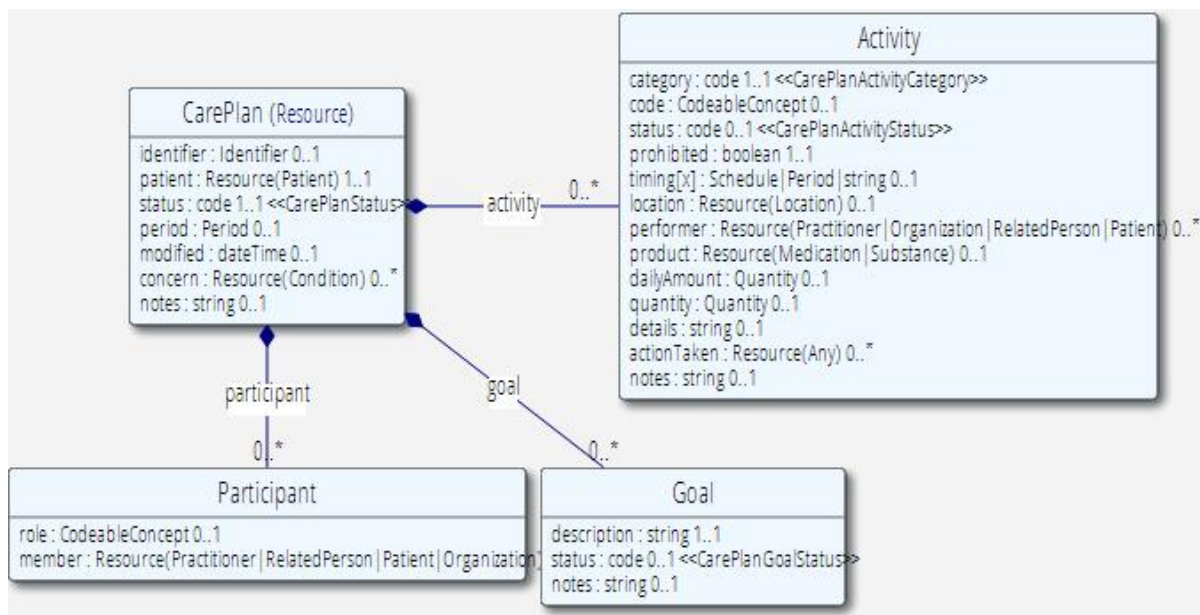 Activity
category : code 1..1 <<CarePlanActivityCategory>>
code : CodeableConcept 0..1
status : code 0..1 <<CarePlanActivityStatus>>
prohibited : boolean 1..1
timing[x] : Schedule|Period|string 0..1
location : Resource(Location) 0..1
performer : Resource(Practitioner|Organization|RelatedPerson|Patient) 0..*
product : Resource(Medication|Substance) 0..1
dailyAmount : Quantity 0..1
quantity : Quantity 0..1
details : string 0..1
actionTaken : Resource(Any) 0..*
notes : string 0..1
CarePlan (Resource)
identifier : Identifier 0..1
patient : Resource(Patient) 1..1
status : code 1..1 <<CarePlanStatus>
period : Period 0..1
modified : dateTime 0..1
concern : Resource(Condition) 0..*
notes : string 0..1
activity
0..*
participant
0..*
goal
0..*
Participant
role : CodeableConcept 0..1
member : Resource(Practitioner|RelatedPerson|Patient|Organization)
Goal
description : string 1..1
status : code 0..1 <<CarePlanGoalStatus>>
notes : string 0..1